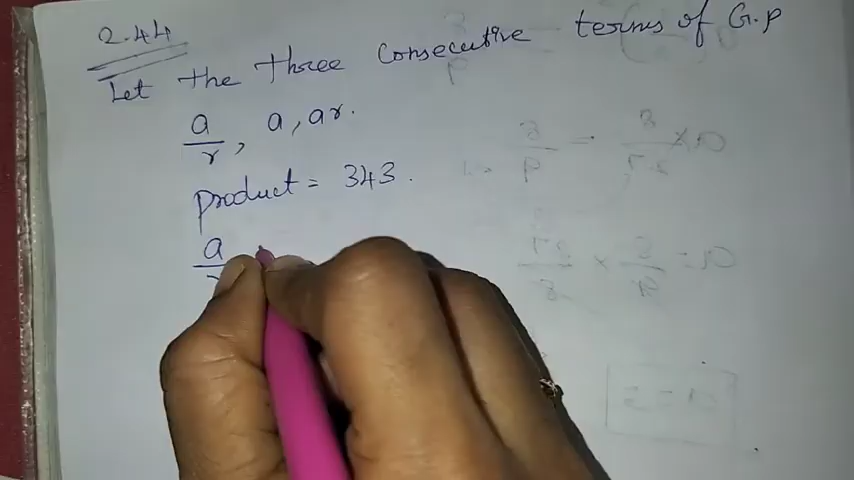 2.44
Let the three consecutive terms of G.p
a/r, a, ar.
product = 343.
a